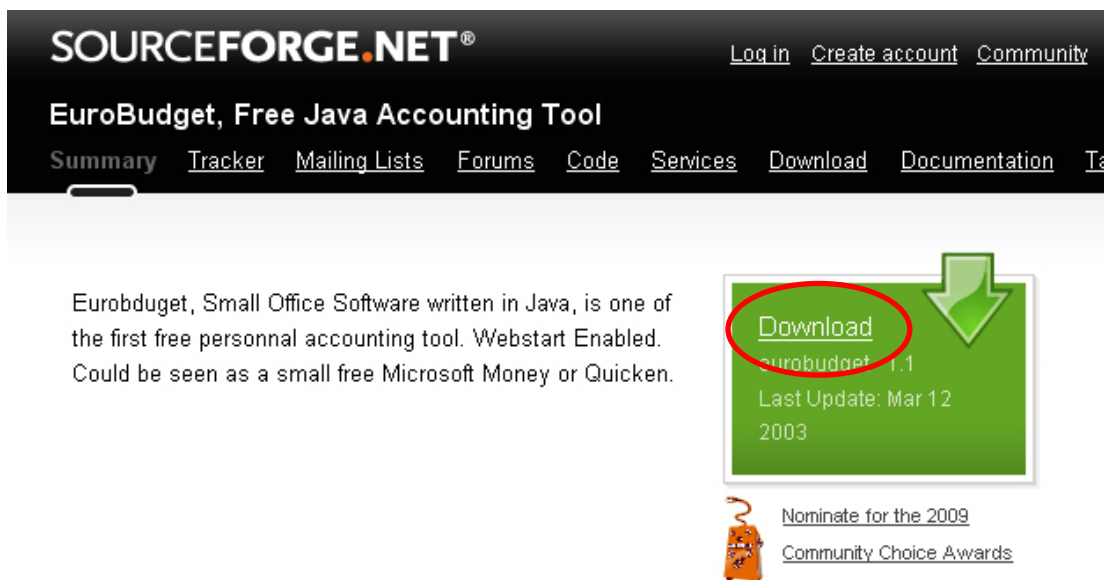 SOURCEFORGE.NET®
Log in Create account Community
EuroBudget, Free Java Accounting Tool
Summary Tracker Mailing Lists Forums Code Services Download Documentation Ta
Eurobduget, Small Office Software written in Java, is one of
the first free personnal accounting tool. Webstart Enabled.
Could be seen as a small free Microsoft Money or Quicken.
Download
eurobudget 1.1
Last Update: Mar 12
2003
Nominate for the 2009
Community Choice Awards